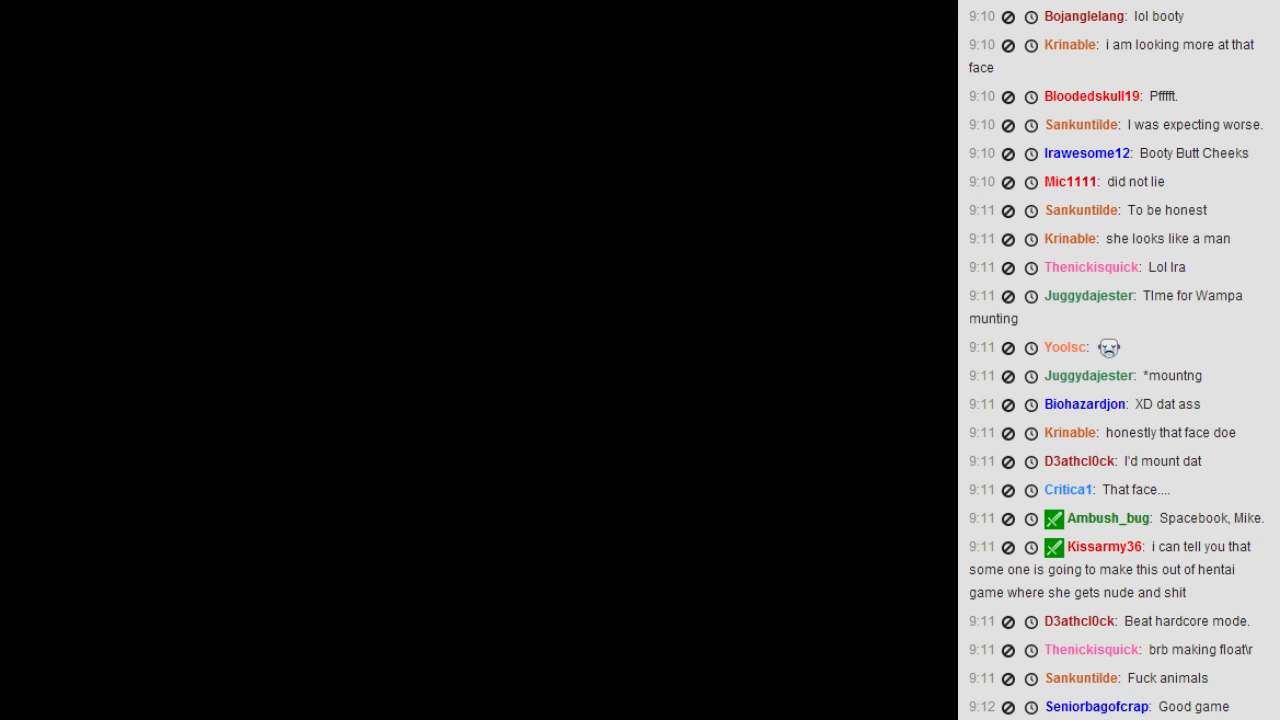 9:10 Bojanglelang: lol booty
9:10 Krinable: i am looking more at that
face
9:10 Bloodedskull19: Pfffft.
9:10 Sankuntilde: I was expecting worse.
9:10 Irawesome12: Booty Butt Cheeks
9:10 Mic1111: did not lie
9:11 Sankuntilde: To be honest
9:11 Krinable: she looks like a man
9:11 Thenickisquick: Lol Ira
9:11 Juggydajester: TIme for Wampa
munting
9:11 Yoolsc:
9:11 Juggydajester: *mountng
9:11 Biohazardjon: XD dat ass
9:11 Krinable: honestly that face doe
9:11 D3athcl0ck: I'd mount dat
9:11 Critica1: That face....
9:11 Ambush_bug: Spacebook, Mike.
9:11 Kissarmy36: i can tell you that
some one is going to make this out of hentai
game where she gets nude and shit
9:11 D3athcl0ck: Beat hardcore mode.
9:11 Thenickisquick: brb making float\r
9:11 Sankuntilde: Fuck animals
9:12 Seniorbagofcrap: Good game